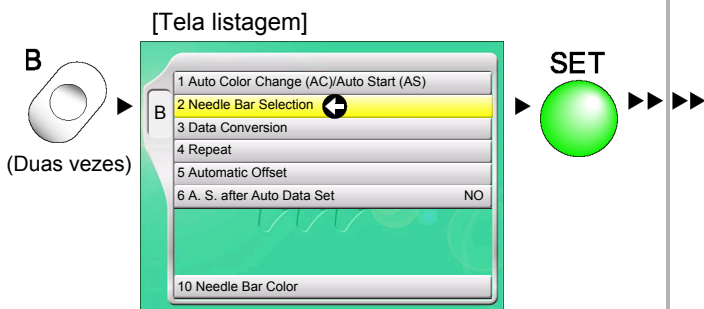 [Tela listagem]
B
(Duas vezes)
B
1 Auto Color Change (AC)/Auto Start (AS)
2 Needle Bar Selection
3 Data Conversion
4 Repeat
5 Automatic Offset
6 A. S. after Auto Data Set NO
10 Needle Bar Color
SET